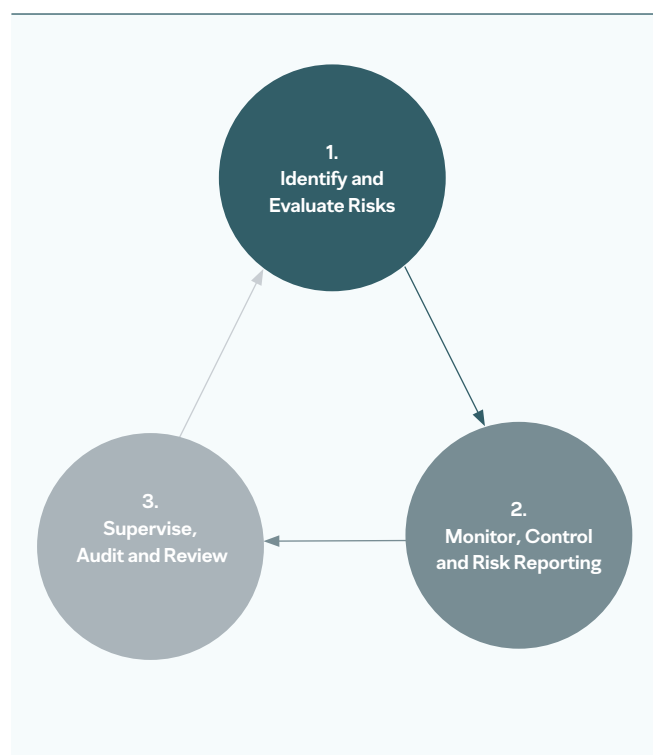 1.
Identify and
Evaluate Risks
2.
Monitor, Control
and Risk Reporting
3.
Supervise,
Audit and Review